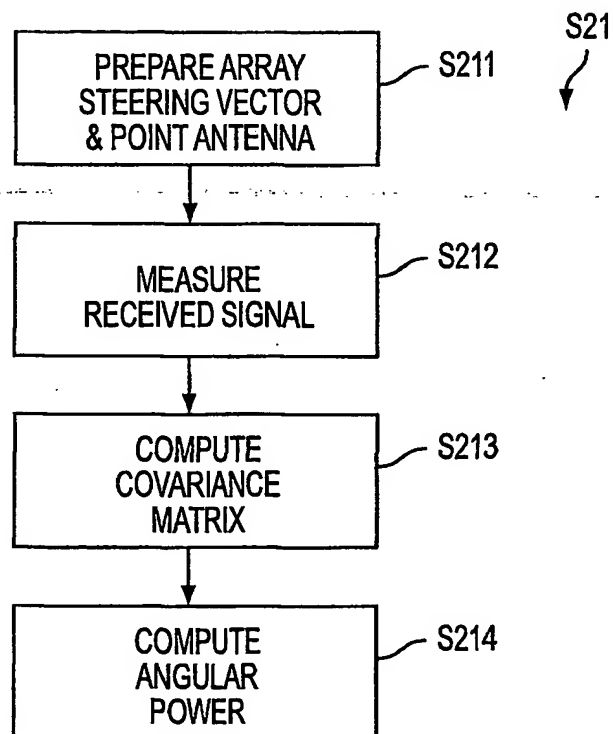 S21
PREPARE ARRAY
STEERING VECTOR
& POINT ANTENNA
S211
MEASURE
RECEIVED SIGNAL
S212
COMPUTE
COVARIANCE
MATRIX
S213
COMPUTE
ANGULAR
POWER
S214